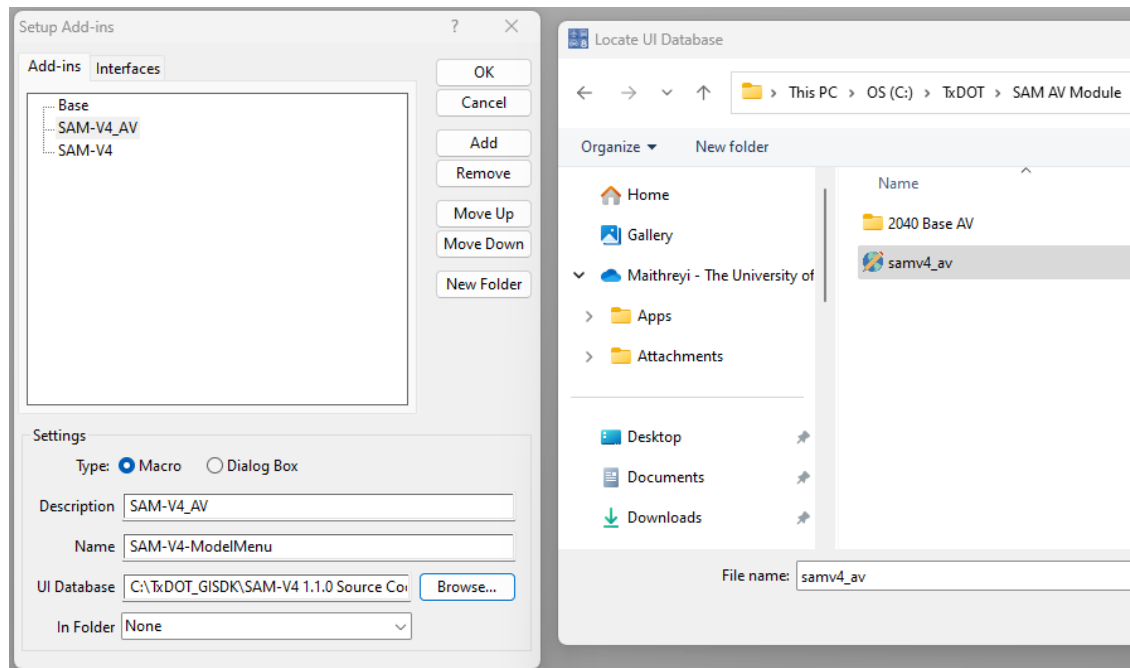 Setup Add-ins
?
Add-ins Interfaces
Base
SAM-V4_AV
SAM-V4
OK
Cancel
Add
Remove
Move Up
Move Down
New Folder
Settings
Type: Macro Dialog Box
Description SAM-V4_AV
Name SAM-V4-ModelMenu
UI Database C:\TxDOT_GISDK\SAM-V4 1.1.0 Source Co Browse...
In Folder None
8 Locate UI Database
This PC > OS (C:) > TxDOT > SAM AV Module
Organize New folder
Home
Gallery
Maithreyi - The University of
Apps
Attachments
Desktop
Documents
Downloads
Name
2040 Base AV
samv4_av
File name: samv4_av